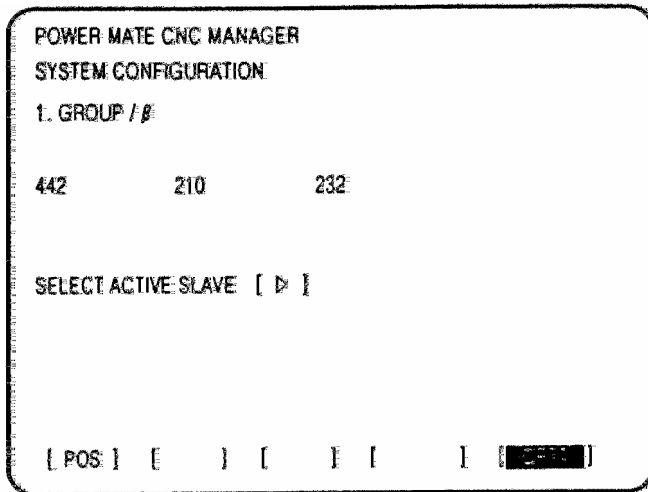 POWER MATE CNC MANAGER
SYSTEM CONFIGURATION
1. GROUP / β
442 210 232
SELECT ACTIVE SLAVE [ ▷ ]
[ POS ] [ ] [ ] [ ] [ ]